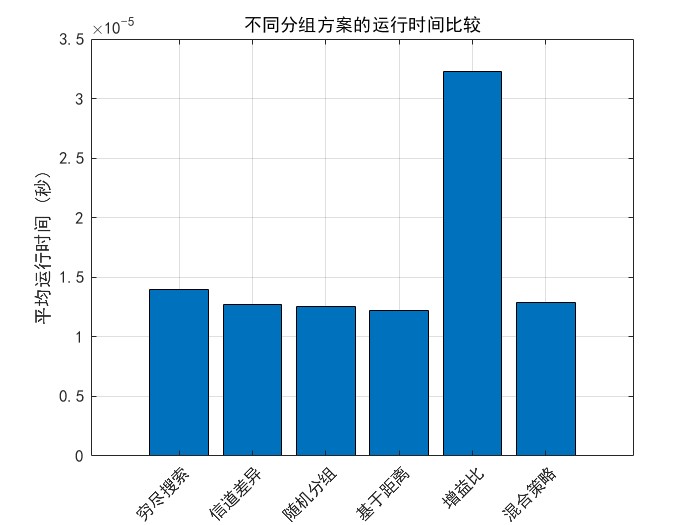 不同分组方案的运行时间比较
×10⁻⁵
3.5
3
2.5
2
1.5
1
0.5
0
平均运行时间（秒）
穷尽搜索
信道差异
随机分组
基于距离
增益比
混合策略